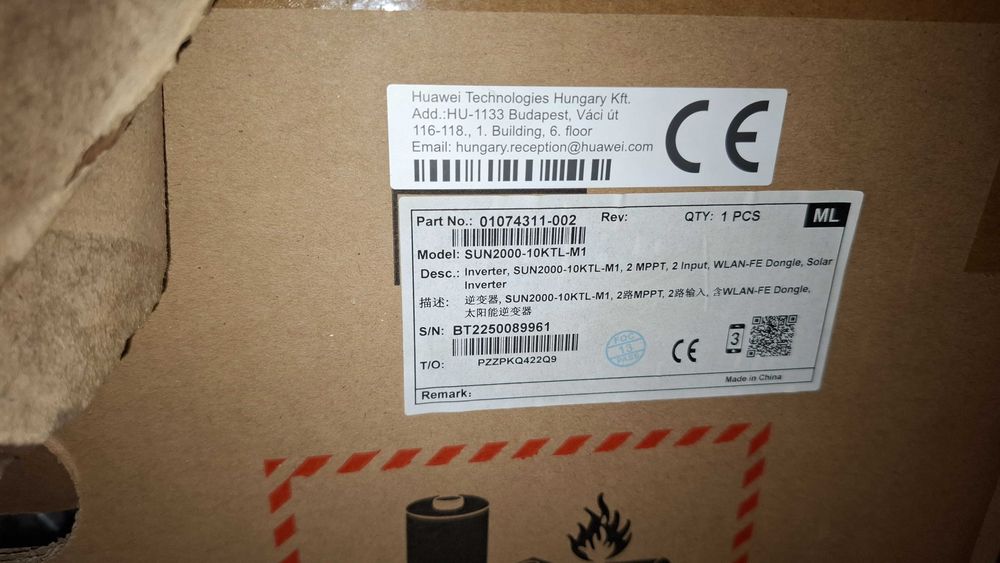 Huawei Technologies Hungary Kft.
Add.:HU-1133 Budapest, Váci út
116-118., 1. Building, 6. floor
Email: hungary.reception@huawei.com
CE
Part No.: 01074311-002 Rev: QTY: 1 PCS ML
Model: SUN2000-10KTL-M1
Desc.: Inverter, SUN2000-10KTL-M1, 2 MPPT, 2 Input, WLAN-FE Dongle, Solar
Inverter
描述: 逆变器, SUN2000-10KTL-M1, 2路MPPT, 2路输入, 含WLAN-FE Dongle,
太阳能逆变器
S/N: BT2250089961
T/O: PZZPKQ422Q9
FQC
13
PASS
CE
3
Made in China
Remark: